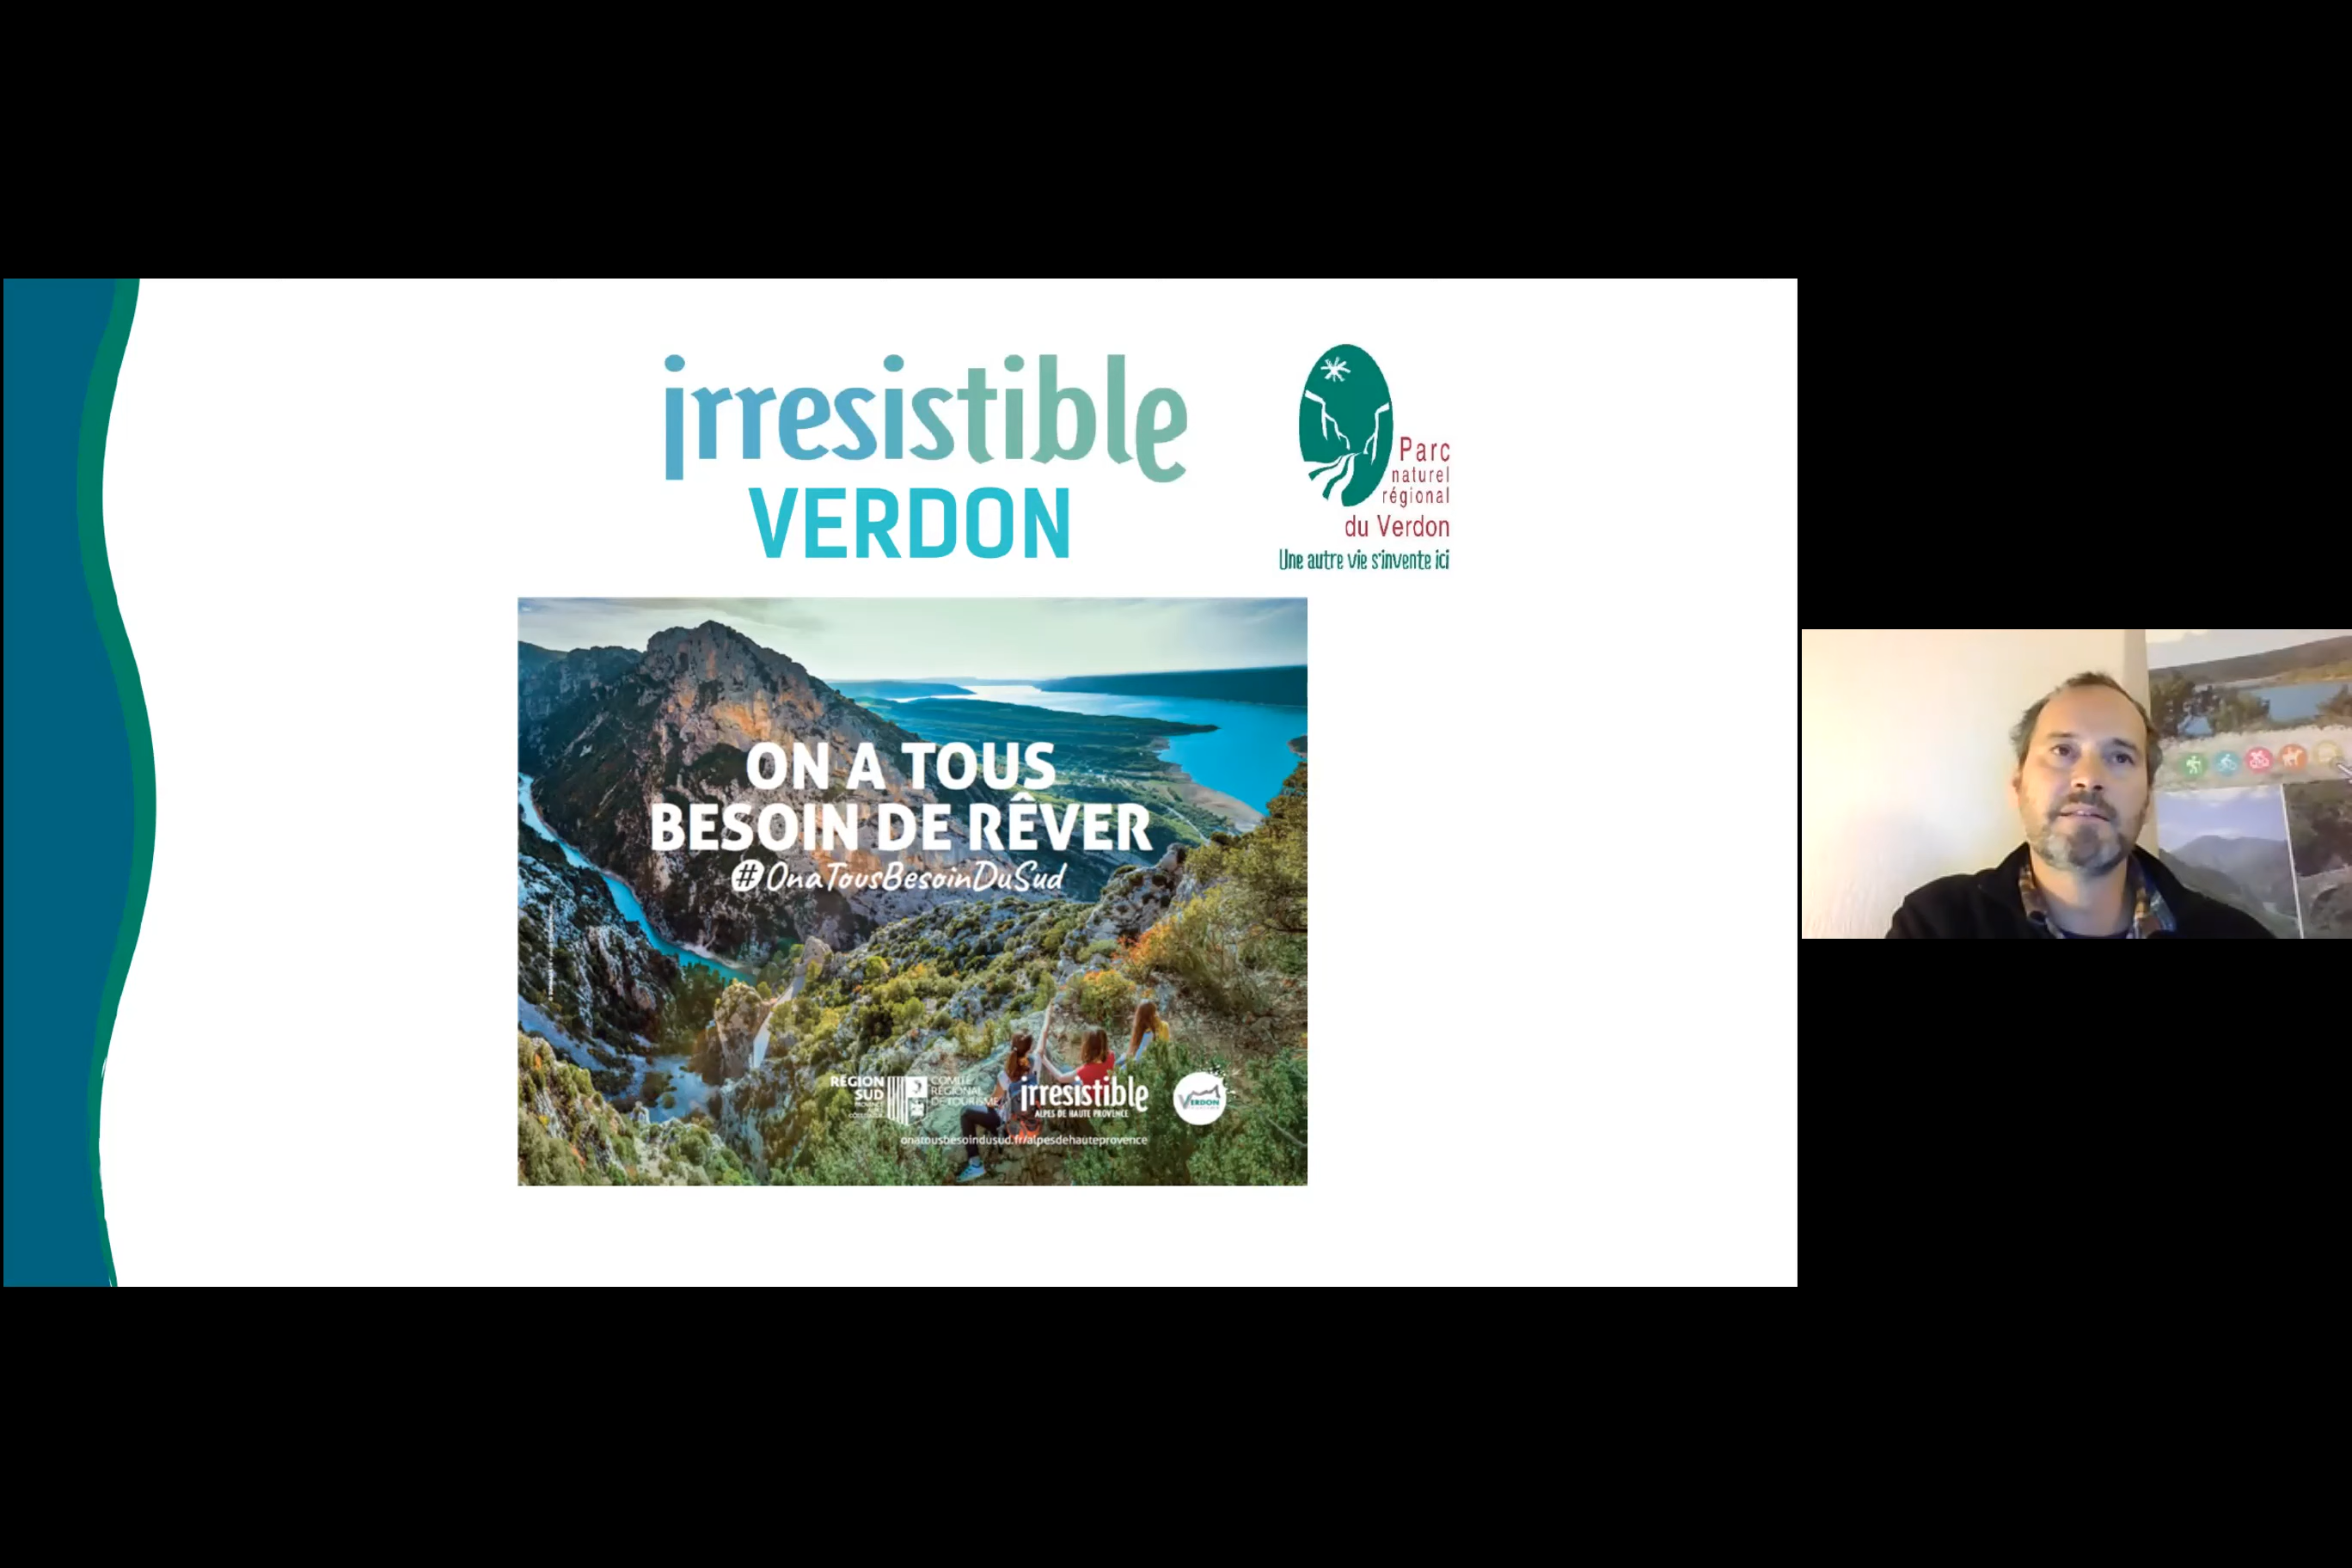 irresistible
VERDON
Parc
naturel
régional
du Verdon
Une autre vie s'invente ici
ON A TOUS
BESOIN DE RÊVER
#OnaTousBesoinDuSud
RÉGION
SUD
COMITÉ
RÉGIONAL
DE TOURISME
irresistible
ALPES DE HAUTE PROVENCE
VERDON
onatousbesoindusud.fr/alpesdehauteprovence